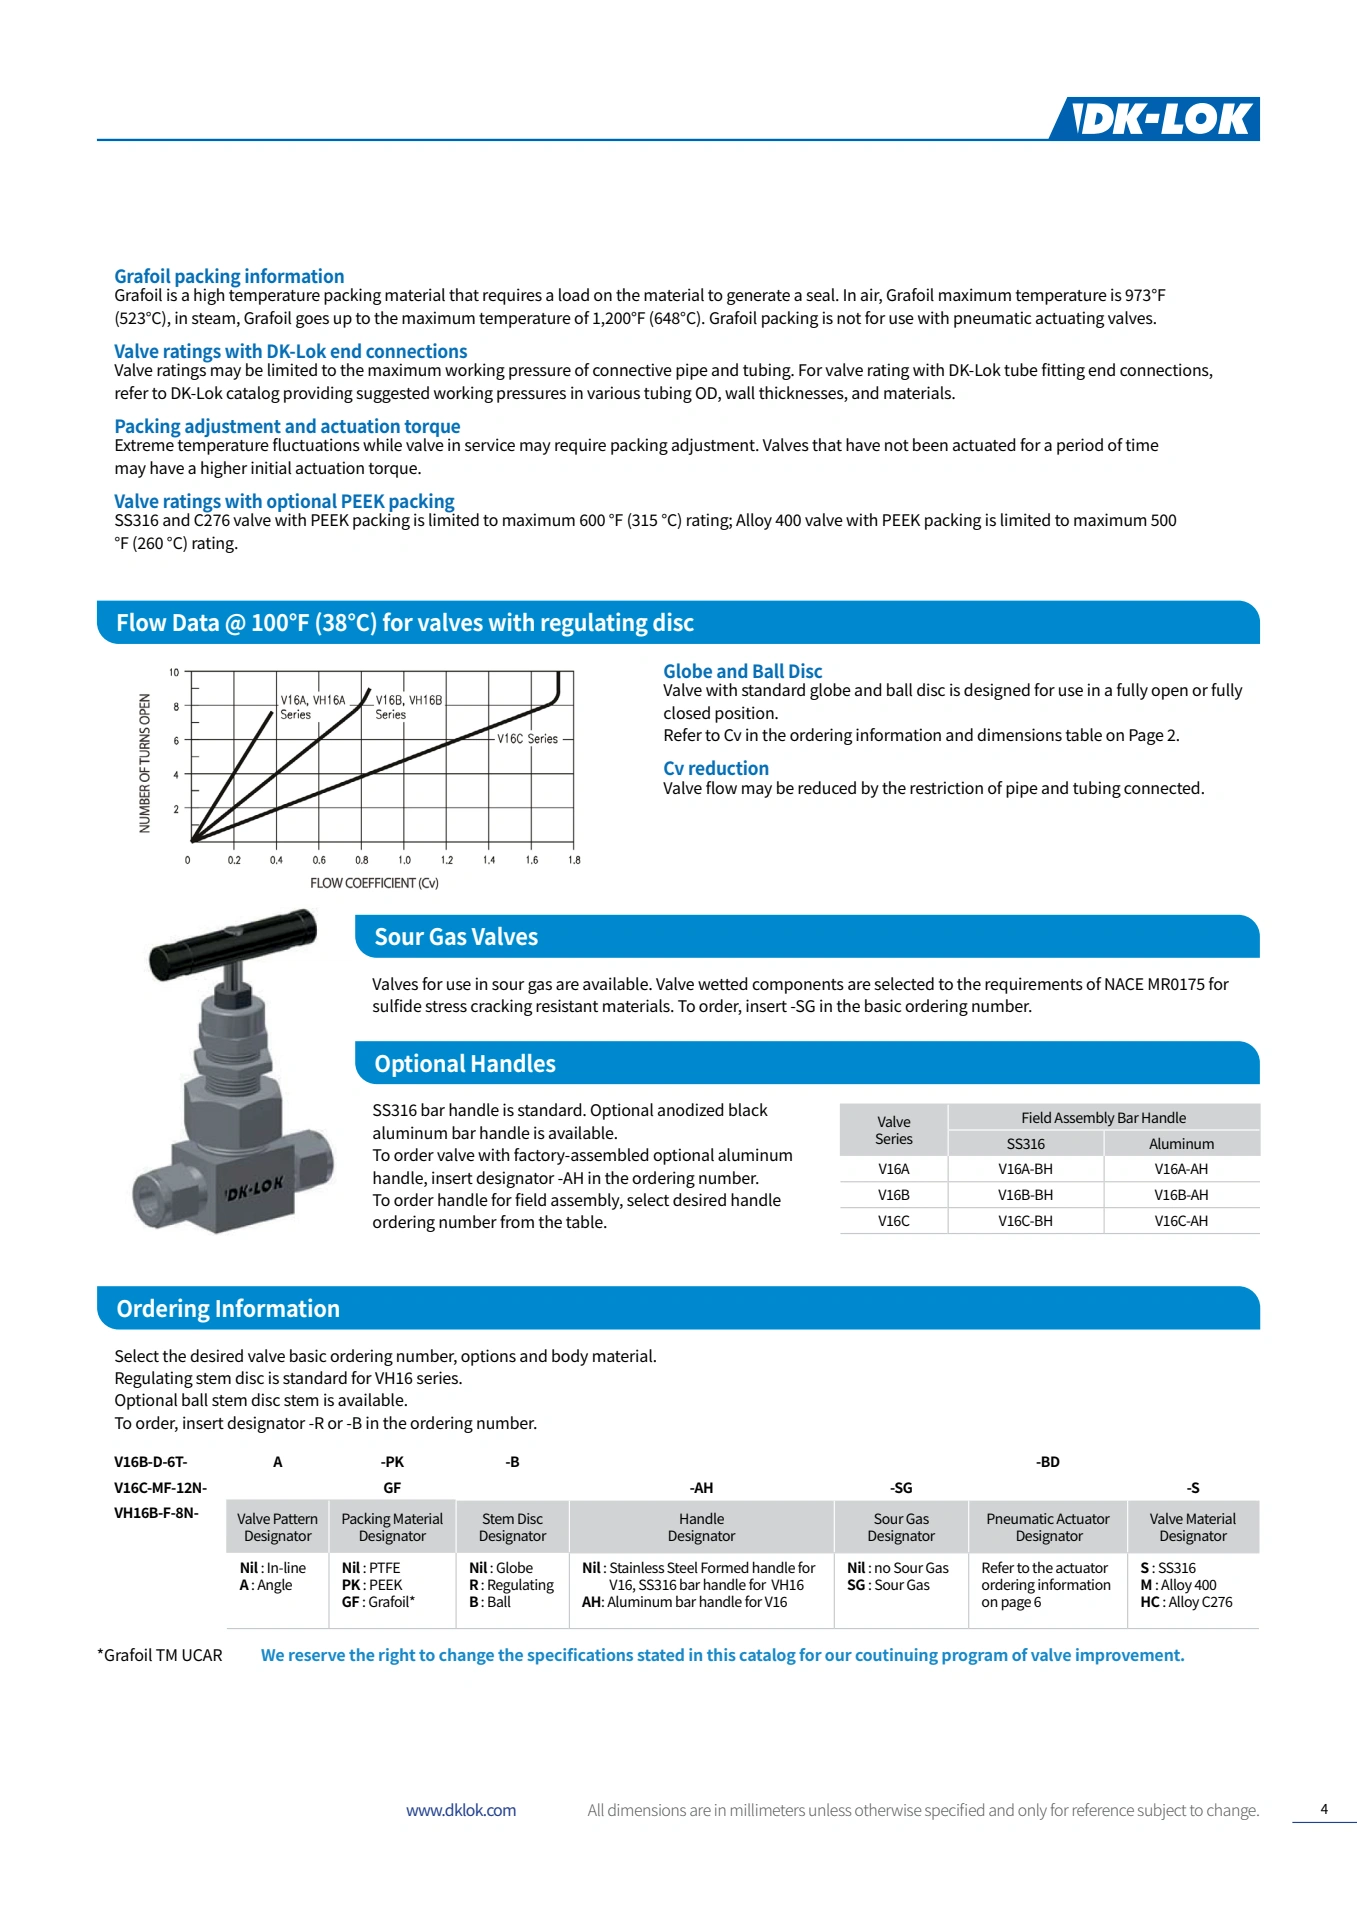 DK-LOK
Grafoil packing information
Grafoil is a high temperature packing material that requires a load on the material to generate a seal. In air, Grafoil maximum temperature is 973°F
(523°C), in steam, Grafoil goes up to the maximum temperature of 1,200°F (648°C). Grafoil packing is not for use with pneumatic actuating valves.
Valve ratings with DK-Lok end connections
Valve ratings may be limited to the maximum working pressure of connective pipe and tubing. For valve rating with DK-Lok tube fitting end connections,
refer to DK-Lok catalog providing suggested working pressures in various tubing OD, wall thicknesses, and materials.
Packing adjustment and actuation torque
Extreme temperature fluctuations while valve in service may require packing adjustment. Valves that have not been actuated for a period of time
may have a higher initial actuation torque.
Valve ratings with optional PEEK packing
SS316 and C276 valve with PEEK packing is limited to maximum 600 °F (315 °C) rating; Alloy 400 valve with PEEK packing is limited to maximum 500
°F (260 °C) rating.
Flow Data @ 100°F (38°C) for valves with regulating disc
NUMBER OF TURNS OPEN
10
8
6
4
2
V16A, VH16A
Series
V16B, VH16B
Series
V16C Series
0 0.2 0.4 0.6 0.8 1.0 1.2 1.4 1.6 1.8
FLOW COEFFICIENT (Cv)
Globe and Ball Disc
Valve with standard globe and ball disc is designed for use in a fully open or fully
closed position.
Refer to Cv in the ordering information and dimensions table on Page 2.
Cv reduction
Valve flow may be reduced by the restriction of pipe and tubing connected.
DK-LOK
Sour Gas Valves
Valves for use in sour gas are available. Valve wetted components are selected to the requirements of NACE MR0175 for
sulfide stress cracking resistant materials. To order, insert -SG in the basic ordering number.
Optional Handles
SS316 bar handle is standard. Optional anodized black
aluminum bar handle is available.
To order valve with factory-assembled optional aluminum
handle, insert designator -AH in the ordering number.
To order handle for field assembly, select desired handle
ordering number from the table.
Valve
Series
Field Assembly Bar Handle
SS316 Aluminum
V16A V16A-BH V16A-AH
V16B V16B-BH V16B-AH
V16C V16C-BH V16C-AH
Ordering Information
Select the desired valve basic ordering number, options and body material.
Regulating stem disc is standard for VH16 series.
Optional ball stem disc stem is available.
To order, insert designator -R or -B in the ordering number.
V16B-D-6T- A -PK -B -BD
V16C-MF-12N- GF -AH -SG -S
VH16B-F-8N-
Valve Pattern
Designator
Packing Material
Designator
Stem Disc
Designator
Handle
Designator
Sour Gas
Designator
Pneumatic Actuator
Designator
Valve Material
Designator
Nil : In-line
A : Angle
Nil : PTFE
PK : PEEK
GF : Grafoil*
Nil : Globe
R : Regulating
B : Ball
Nil : Stainless Steel Formed handle for
V16, SS316 bar handle for VH16
AH: Aluminum bar handle for V16
Nil : no Sour Gas
SG : Sour Gas
Refer to the actuator
ordering information
on page 6
S : SS316
M : Alloy 400
HC : Alloy C276
*Grafoil TM UCAR We reserve the right to change the specifications stated in this catalog for our coutinuing program of valve improvement.
www.dklok.com All dimensions are in millimeters unless otherwise specified and only for reference subject to change. 4